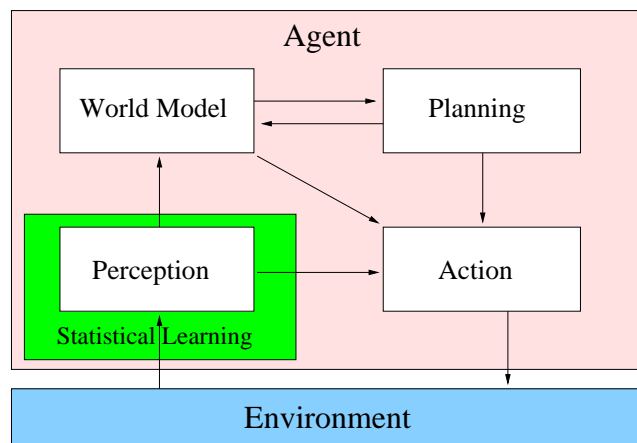 Agent
World Model
Planning
Perception
Action
Statistical Learning
Environment